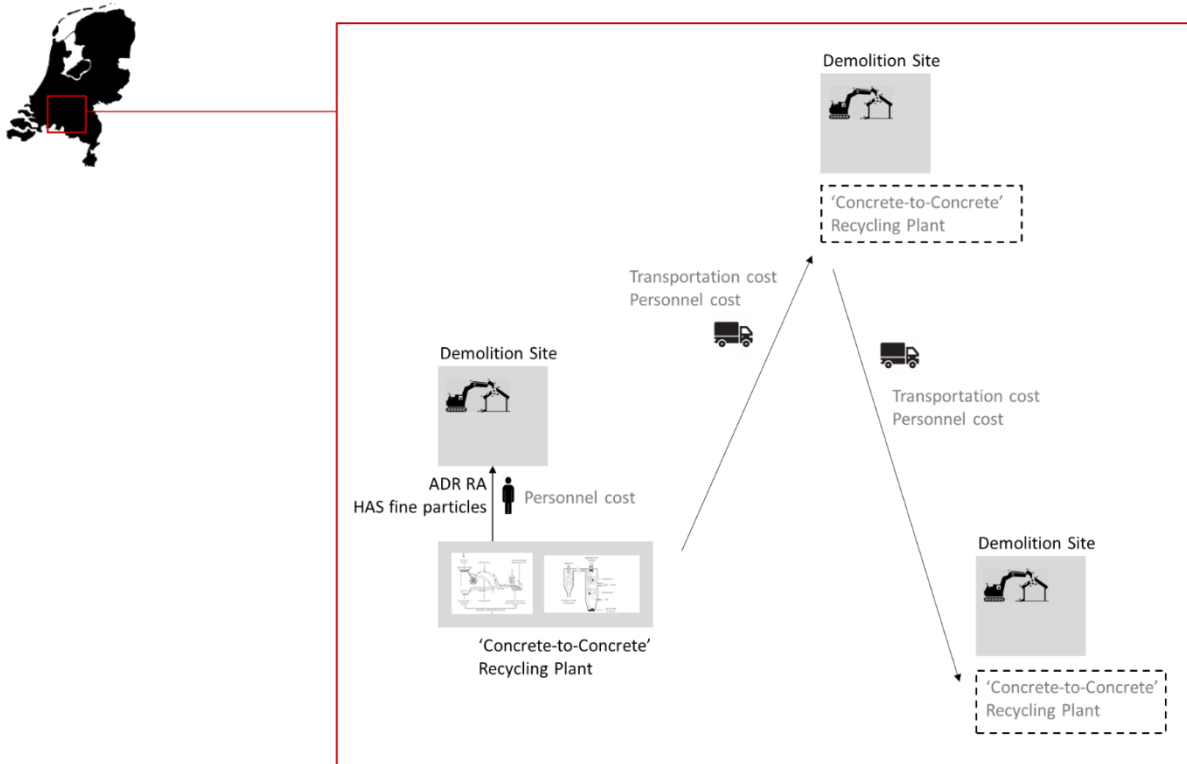 Demolition Site
‘Concrete-to-Concrete’
Recycling Plant
Transportation cost
Personnel cost
Demolition Site
Transportation cost
Personnel cost
ADR RA
HAS fine particles
Personnel cost
‘Concrete-to-Concrete’
Recycling Plant
Demolition Site
‘Concrete-to-Concrete’
Recycling Plant